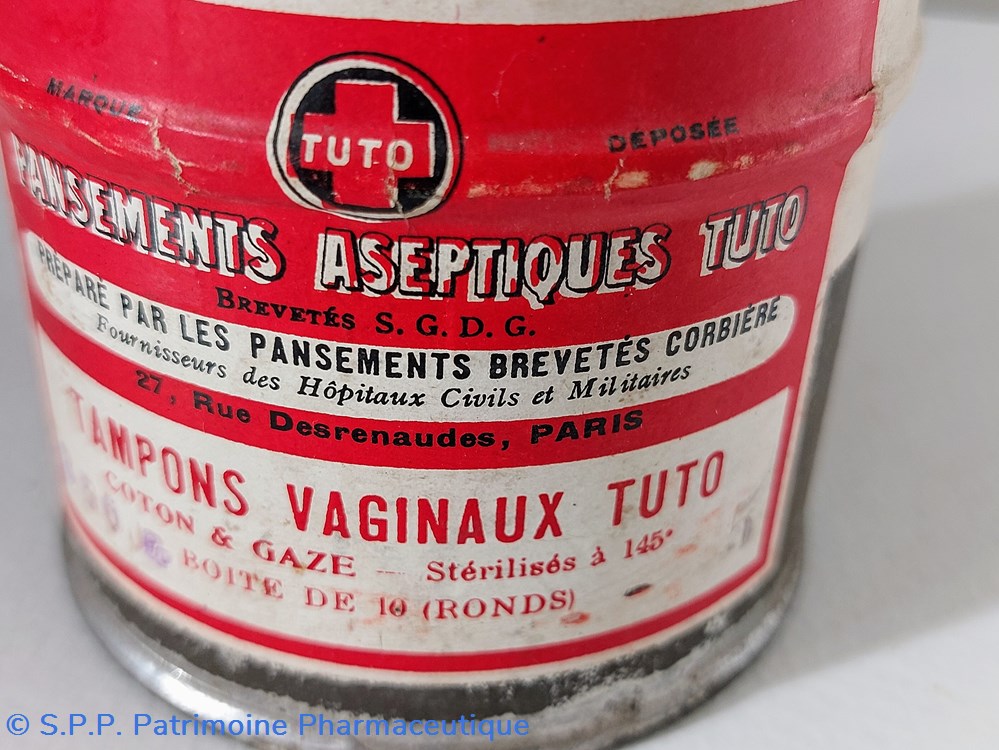 TUTO
MARQUE DÉPOSÉE
PANSEMENTS ASEPTIQUES TUTO
BREVETÉS S. G. D. G.
PRÉPARÉ PAR LES PANSEMENTS BREVETÉS CORBIÈRE
Fournisseurs des Hôpitaux Civils et Militaires
27, Rue Desrenaudes, PARIS
TAMPONS VAGINAUX TUTO
COTON & GAZE — Stérilisés à 145°
BOITE DE 10 (RONDS)
© S.P.P. Patrimoine Pharmaceutique